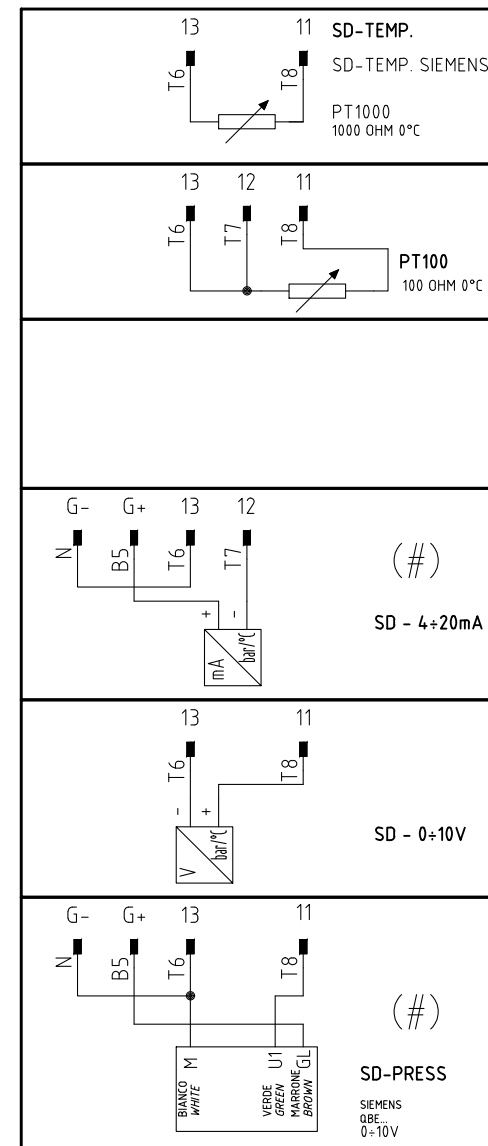 13 11 SD-TEMP.
T6 T8 SD-TEMP. SIEMENS
PT1000
1000 OHM 0°C
13 12 11
T6 T7 T8
PT100
100 OHM 0°C
G- G+ 13 12
N B5 T6 T7
(#)
+ -
mA bar/°C
SD - 4÷20mA
13 11
T6 T8
- +
V bar/°C
SD - 0÷10V
G- G+ 13 11
N B5 T6 T8
(#)
M U1 GL
BIANCO
WHITE
VERDE
GREEN
MARRONE
BROWN
SD-PRESS
SIEMENS
QBE...
0÷10V